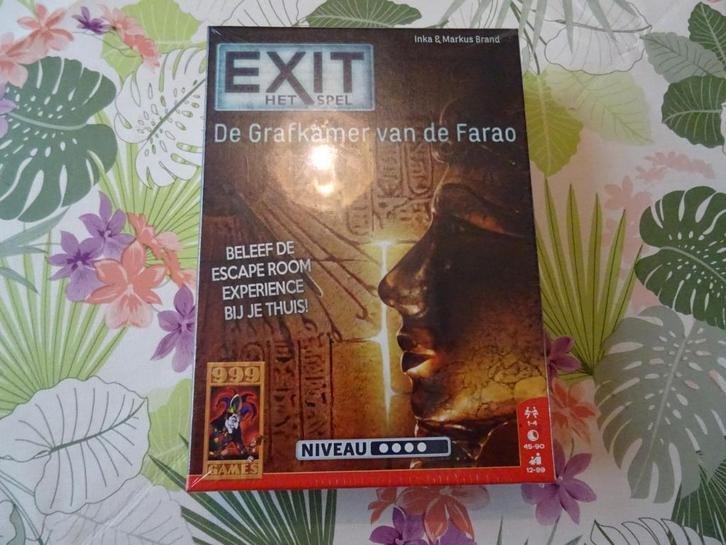 Inka & Markus Brand
EXIT
HET SPEL
De Grafkamer van de Farao
BELEEF DE
ESCAPE ROOM
EXPERIENCE
BIJ JE THUIS!
999
GAMES
NIVEAU
1-4
45-90
12-99